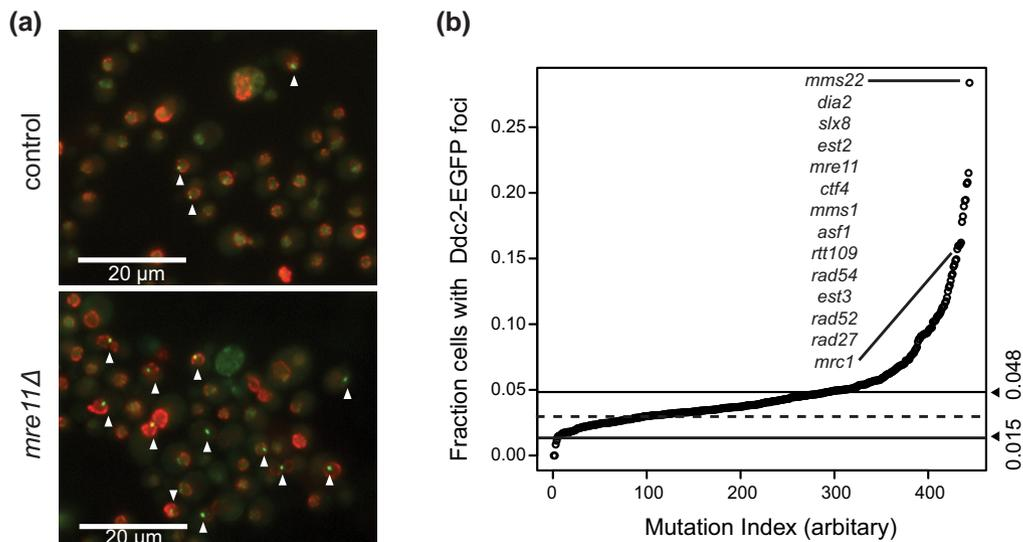 (a)
control
20 µm
mre11Δ
20 µm
(b)
Fraction cells with Ddc2-EGFP foci
0.25
0.20
0.15
0.10
0.05
0.00
mms22
dia2
slx8
est2
mre11
ctf4
mms1
asf1
rtt109
rad54
est3
rad52
rad27
mrc1
0.048
0.015
0
100
200
300
400
Mutation Index (arbitary)